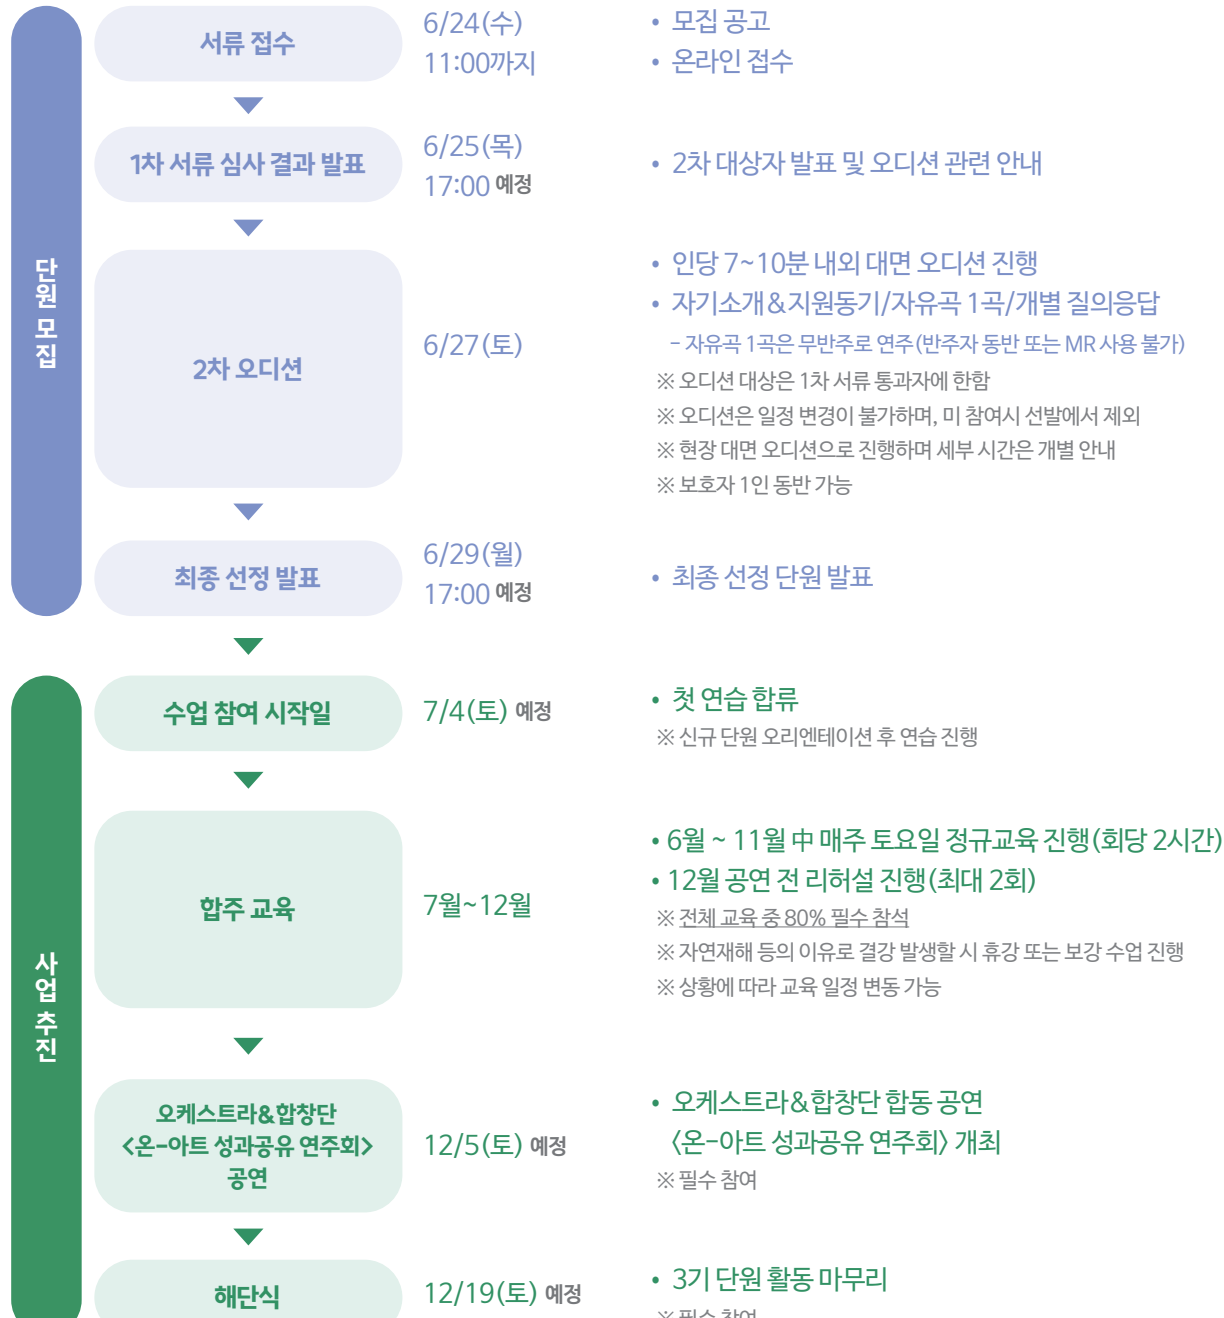 단원 모집
서류 접수
6/24(수)
11:00까지
• 모집 공고
• 온라인 접수
1차 서류 심사 결과 발표
6/25(목)
17:00 예정
• 2차 대상자 발표 및 오디션 관련 안내
2차 오디션
6/27(토)
• 인당 7~10분 내외 대면 오디션 진행
• 자기소개&지원동기/자유곡 1곡/개별 질의응답
- 자유곡 1곡은 무반주로 연주(반주자 동반 또는 MR 사용 불가)
※ 오디션 대상은 1차 서류 통과자에 한함
※ 오디션은 일정 변경이 불가하며, 미 참여시 선발에서 제외
※ 현장 대면 오디션으로 진행하며 세부 시간은 개별 안내
※ 보호자 1인 동반 가능
최종 선정 발표
6/29(월)
17:00 예정
• 최종 선정 단원 발표
사업 추진
수업 참여 시작일
7/4(토) 예정
• 첫 연습 합류
※ 신규 단원 오리엔테이션 후 연습 진행
합주 교육
7월~12월
• 6월 ~ 11월 中 매주 토요일 정규교육 진행(회당 2시간)
• 12월 공연 전 리허설 진행(최대 2회)
※ 전체 교육 중 80% 필수 참석
※ 자연재해 등의 이유로 결강 발생할 시 휴강 또는 보강 수업 진행
※ 상황에 따라 교육 일정 변동 가능
오케스트라&합창단
<온-아트 성과공유 연주회>
공연
12/5(토) 예정
• 오케스트라&합창단 합동 공연
<온-아트 성과공유 연주회> 개최
※ 필수 참여
해단식
12/19(토) 예정
• 3기 단원 활동 마무리
※ 필수 참여